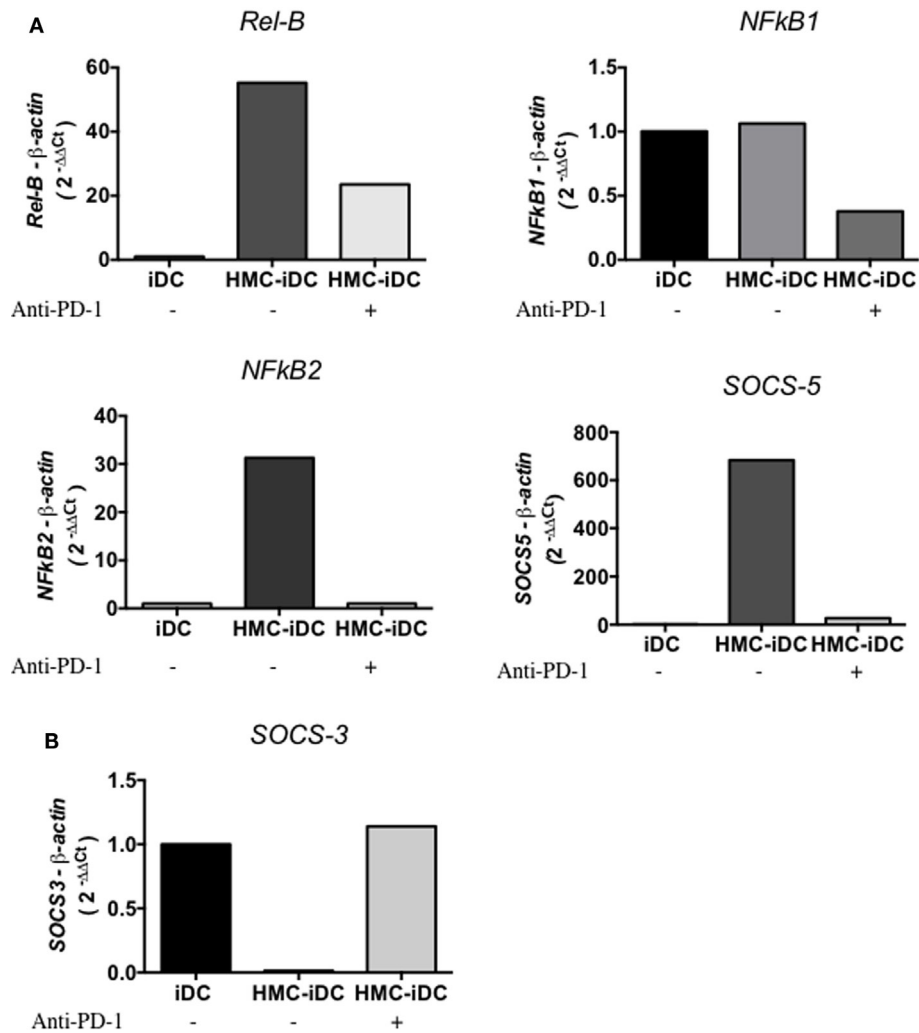 A
Rel-B
Rel-B - β-actin
( 2 -ΔΔCt )
60
40
20
0
iDC HMC-iDC HMC-iDC
Anti-PD-1 - - +
NFkB1
NFkB1 - β-actin
( 2 -ΔΔCt )
1.5
1.0
0.5
0.0
iDC HMC-iDC HMC-iDC
Anti-PD-1 - - +
NFkB2
NFkB2 - β-actin
( 2 -ΔΔCt )
40
30
20
10
0
iDC HMC-iDC HMC-iDC
Anti-PD-1 - - +
SOCS-5
SOCS5 - β-actin
(2 -ΔΔCt )
800
600
400
200
0
iDC HMC-iDC HMC-iDC
Anti-PD-1 - - +
B
SOCS-3
SOCS3 - β-actin
( 2 -ΔΔCt )
1.5
1.0
0.5
0.0
iDC HMC-iDC HMC-iDC
Anti-PD-1 - - +